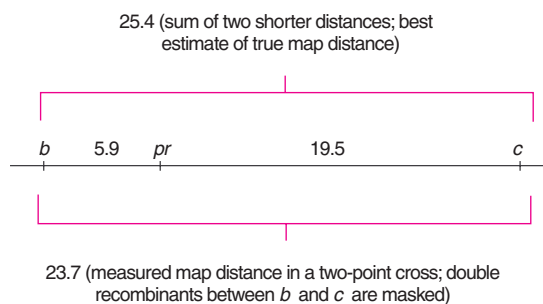 25.4 (sum of two shorter distances; best
estimate of true map distance)
b 5.9 pr 19.5 c
23.7 (measured map distance in a two-point cross; double
recombinants between b and c are masked)